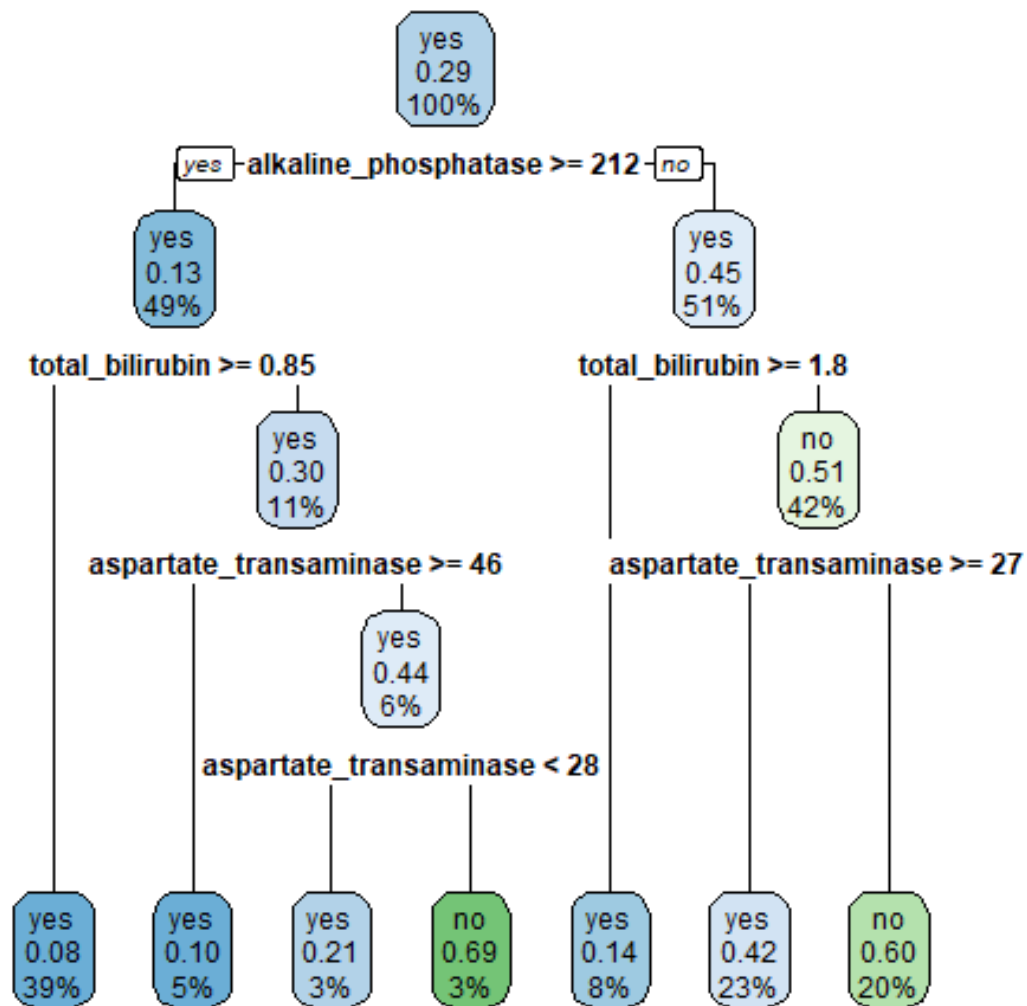 yes
0.29
100%
yes alkaline_phosphatase >= 212 no
yes
0.13
49%
yes
0.45
51%
total_bilirubin >= 0.85
total_bilirubin >= 1.8
yes
0.30
11%
no
0.51
42%
aspartate_transaminase >= 46
aspartate_transaminase >= 27
yes
0.44
6%
aspartate_transaminase < 28
yes
0.08
39%
yes
0.10
5%
yes
0.21
3%
no
0.69
3%
yes
0.14
8%
yes
0.42
23%
no
0.60
20%